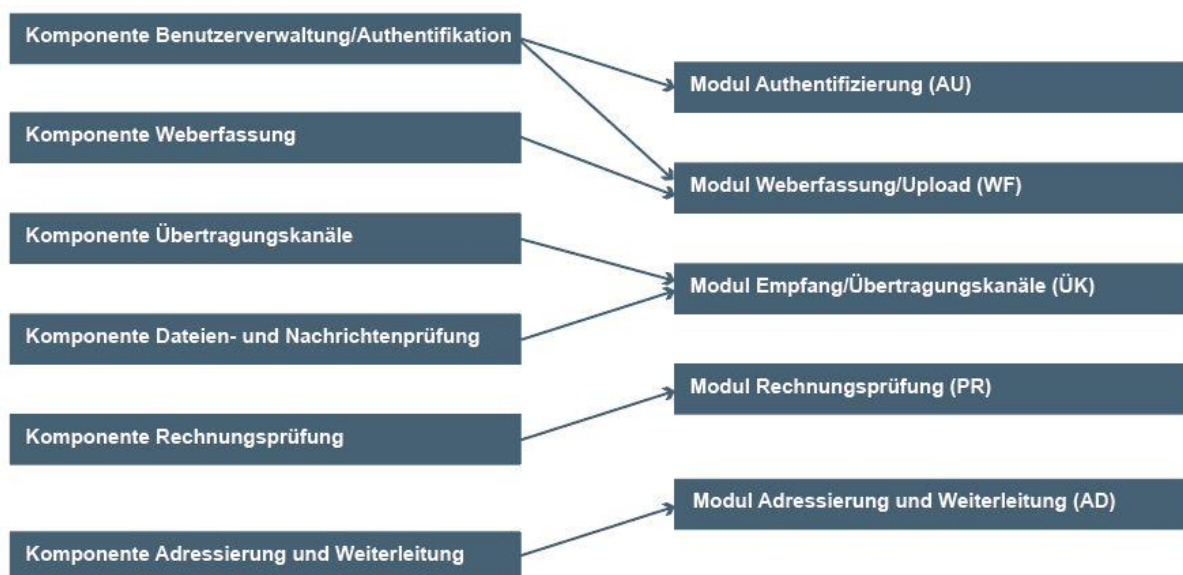 Komponente Benutzerverwaltung/Authentifikation
Komponente Weberfassung
Komponente Übertragungskanäle
Komponente Dateien- und Nachrichtenprüfung
Komponente Rechnungsprüfung
Komponente Adressierung und Weiterleitung
Modul Authentifizierung (AU)
Modul Weberfassung/Upload (WF)
Modul Empfang/Übertragungskanäle (ÜK)
Modul Rechnungsprüfung (PR)
Modul Adressierung und Weiterleitung (AD)